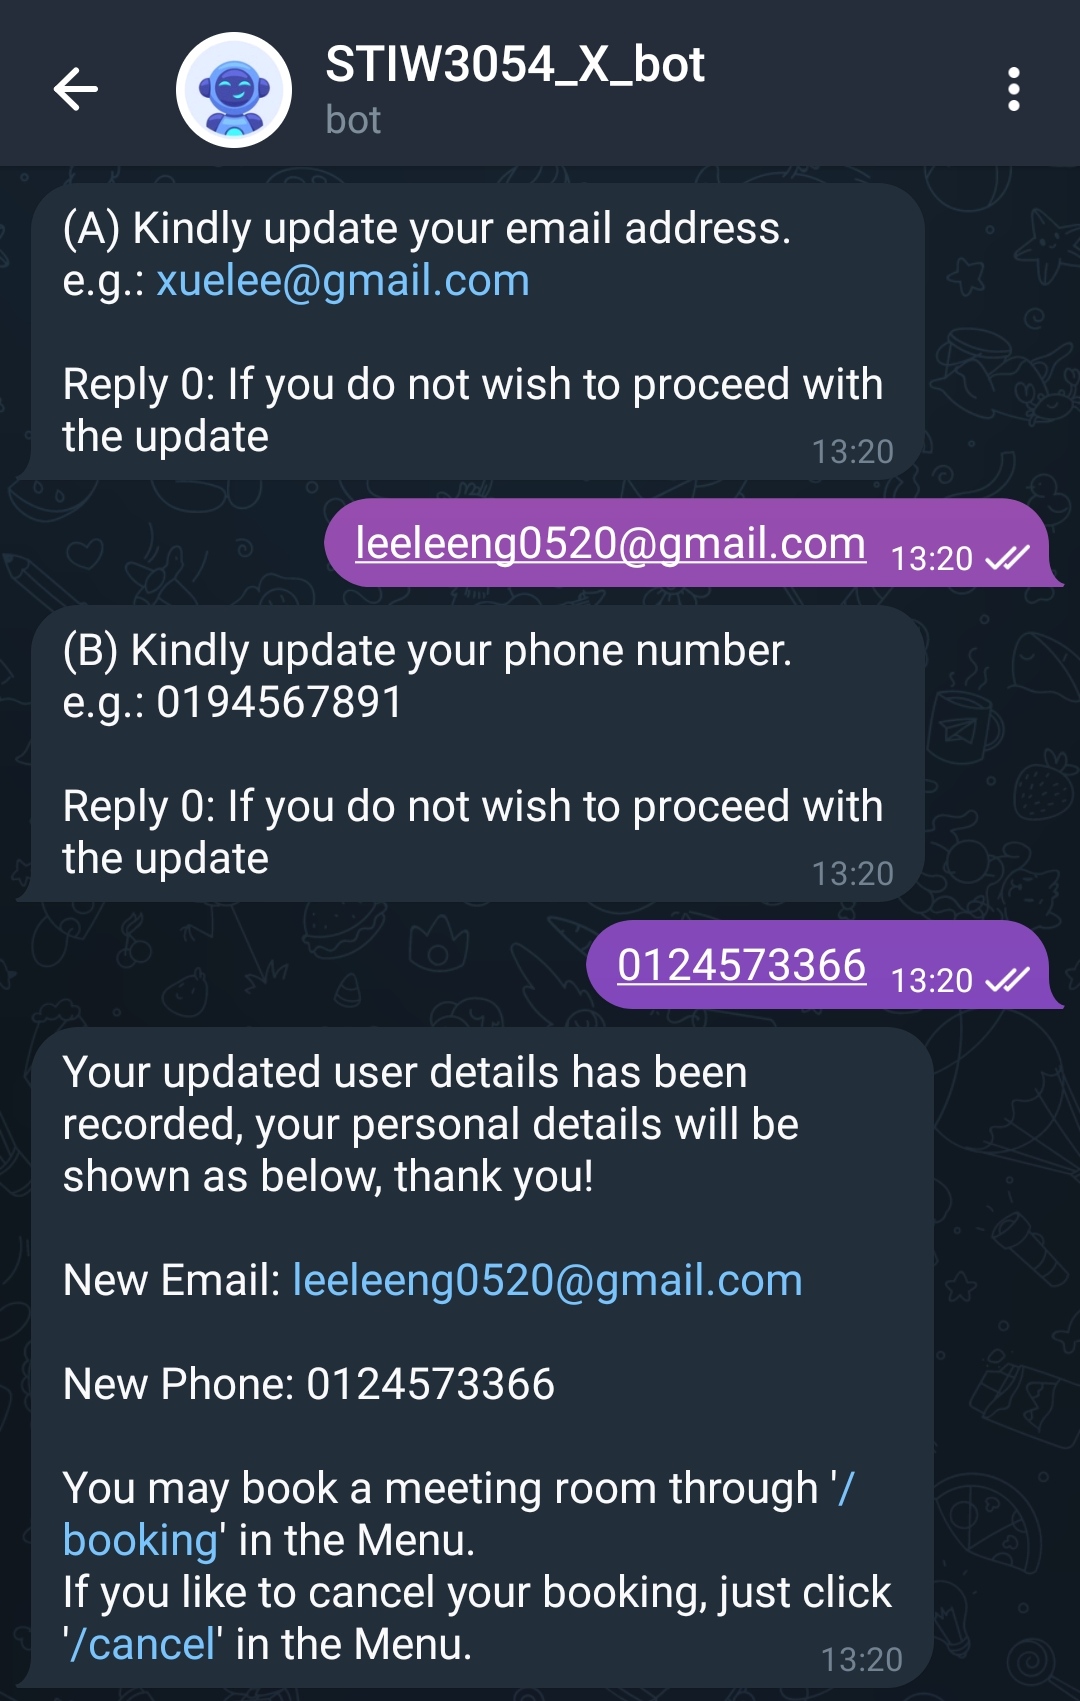 STIW3054_X_bot
bot
(A) Kindly update your email address.
e.g.: xuelee@gmail.com
Reply 0: If you do not wish to proceed with
the update
13:20
leeleeng0520@gmail.com 13:20
(B) Kindly update your phone number.
e.g.: 0194567891
Reply 0: If you do not wish to proceed with
the update
13:20
0124573366 13:20
Your updated user details has been
recorded, your personal details will be
shown as below, thank you!
New Email: leeleeng0520@gmail.com
New Phone: 0124573366
You may book a meeting room through '/
booking' in the Menu.
If you like to cancel your booking, just click
'/cancel' in the Menu.
13:20